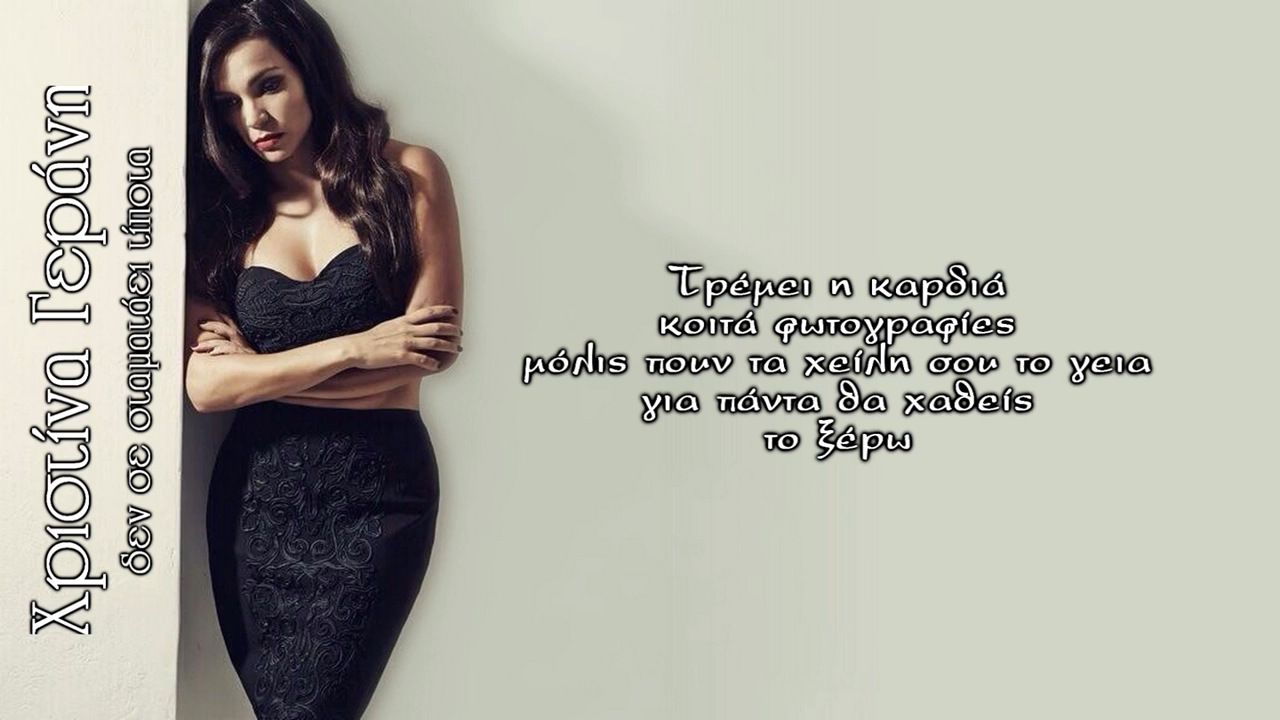 Χριστίνα Γεράνη
δεν σε σταματάει τίποτα
Τρέμει η καρδιά
κοιτά φωτογραφίες
μόλις πουν τα χείλη σου το γεια
για πάντα θα χαθείς
το ξέρω